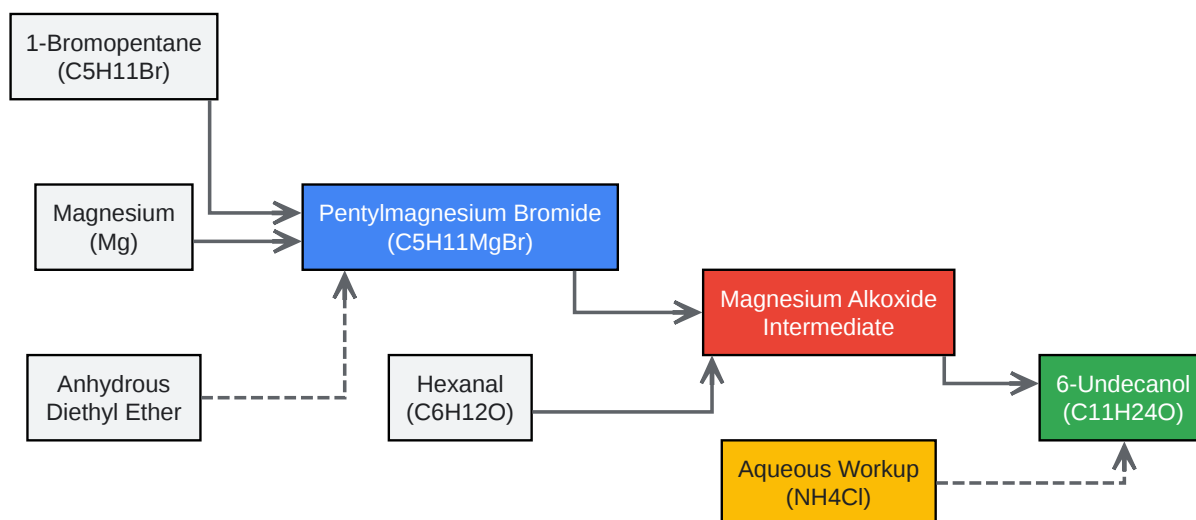 1-Bromopentane
(C5H11Br)
Magnesium
(Mg)
Pentylmagnesium Bromide
(C5H11MgBr)
Magnesium Alkoxide
Intermediate
Anhydrous
Diethyl Ether
Hexanal
(C6H12O)
6-Undecanol
(C11H24O)
Aqueous Workup
(NH4Cl)